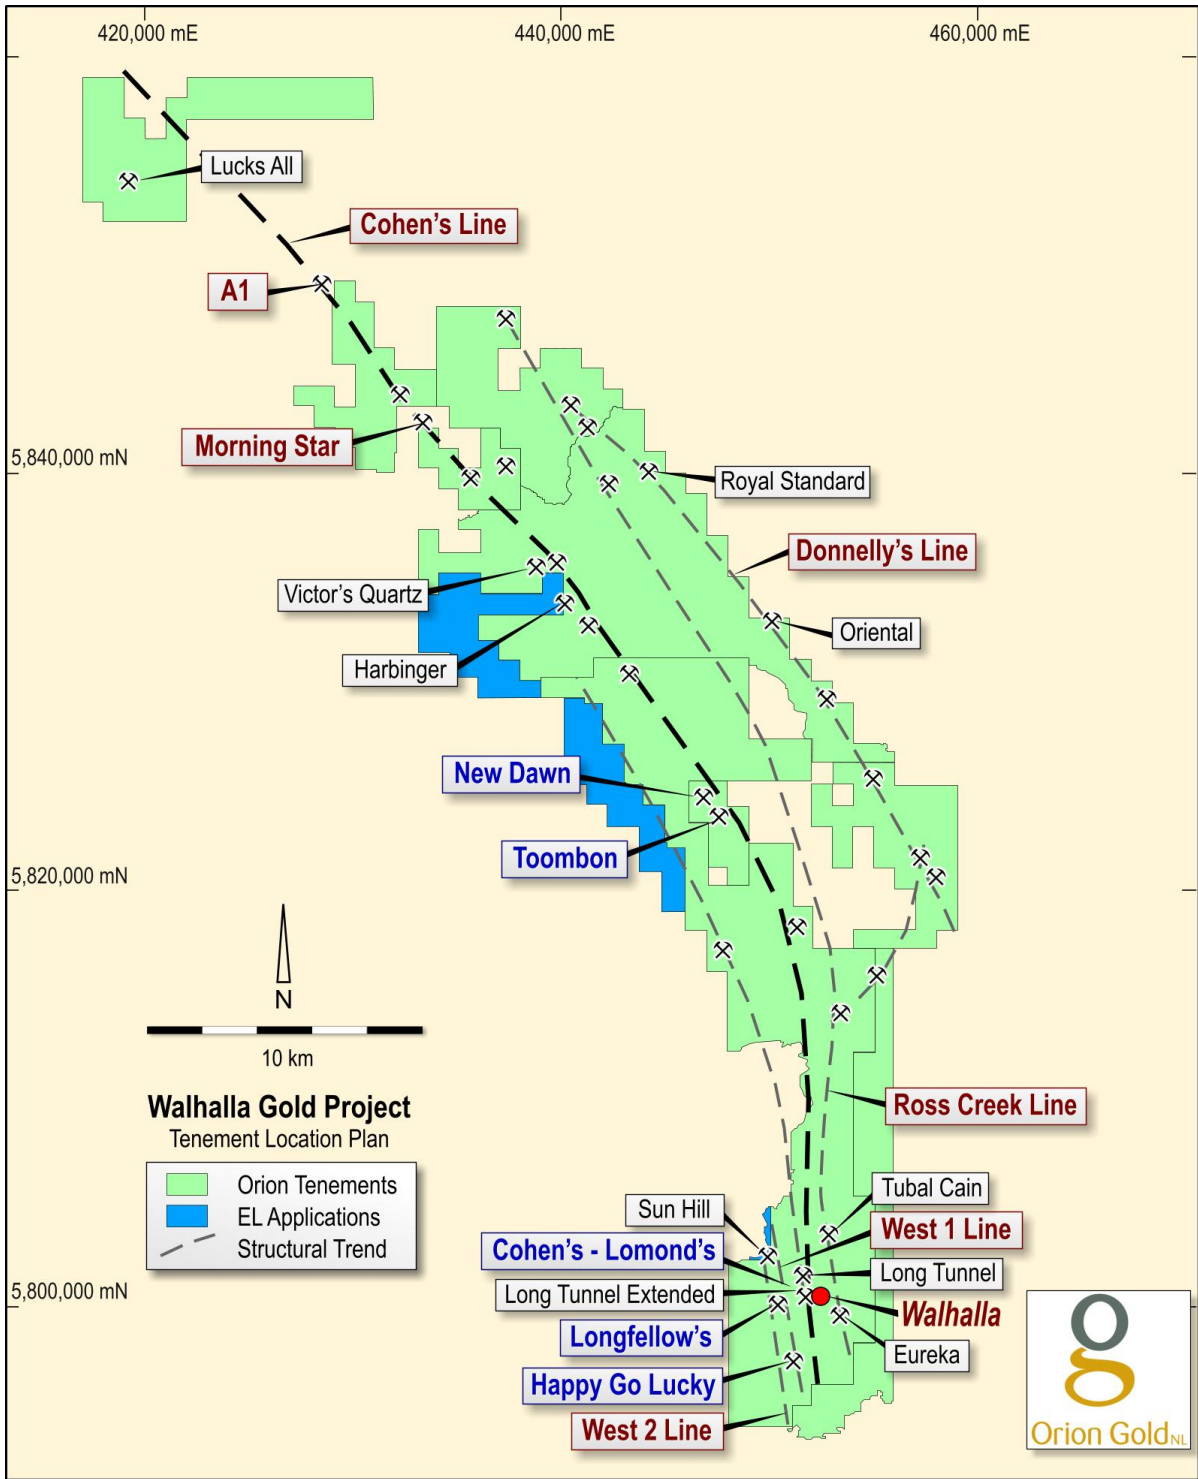 420,000 mE
440,000 mE
460,000 mE
Lucks All
Cohen's Line
A1
Morning Star
5,840,000 mN
Royal Standard
Donnelly's Line
Victor's Quartz
Oriental
Harbinger
New Dawn
Toombon
5,820,000 mN
N
10 km
Walhalla Gold Project
Tenement Location Plan
Orion Tenements
EL Applications
Structural Trend
Ross Creek Line
Tubal Cain
Sun Hill
West 1 Line
Cohen's - Lomond's
Long Tunnel
Long Tunnel Extended
5,800,000 mN
Walhalla
Longfellow's
Eureka
Happy Go Lucky
West 2 Line
Orion Gold NL